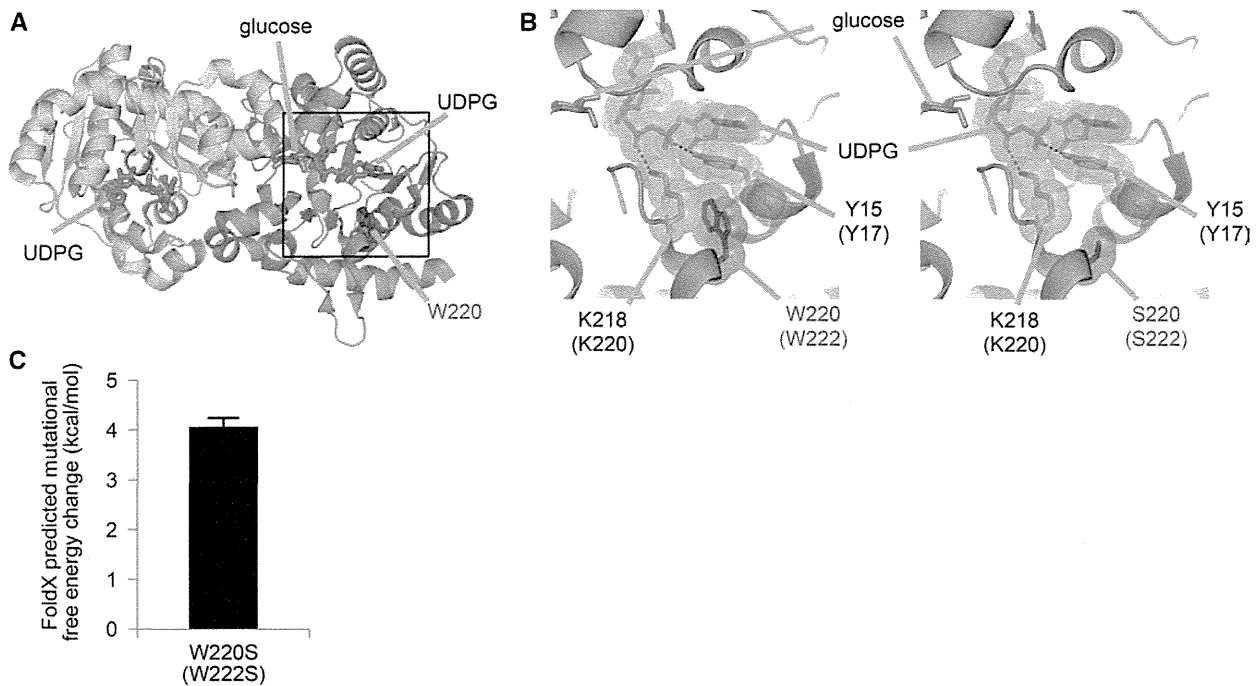 A
glucose
UDPG
UDPG
W220
B
glucose
UDPG
Y15
(Y17)
Y15
(Y17)
K218
(K220)
W220
(W222)
K218
(K220)
S220
(S222)
C
FoldX predicted mutational
free energy change (kcal/mol)
5
4
3
2
1
0
W220S
(W222S)